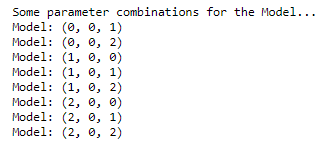 Some parameter combinations for the Model...
Model: (0, 0, 1)
Model: (0, 0, 2)
Model: (1, 0, 0)
Model: (1, 0, 1)
Model: (1, 0, 2)
Model: (2, 0, 0)
Model: (2, 0, 1)
Model: (2, 0, 2)